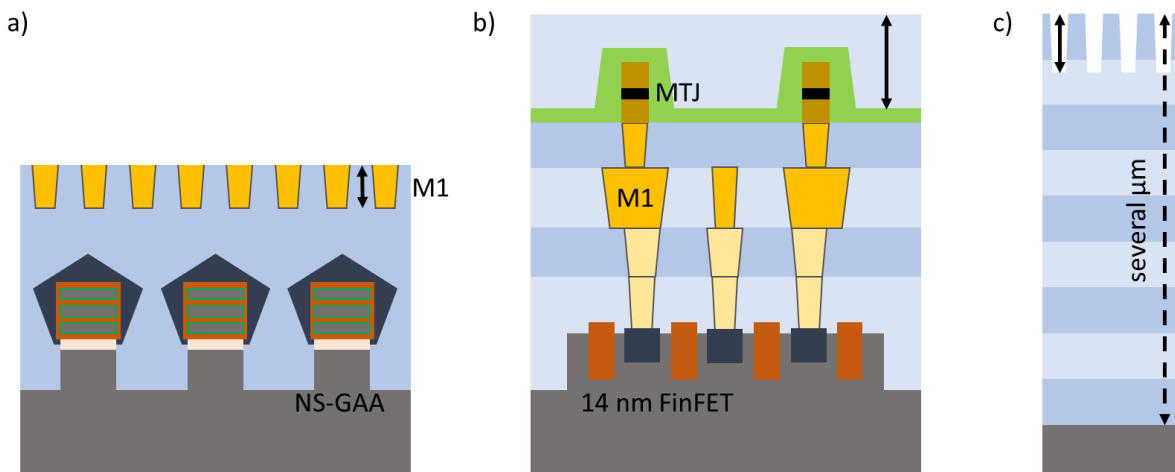 a)
b)
c)
MTJ
M1
M1
several μm
NS-GAA
14 nm FinFET